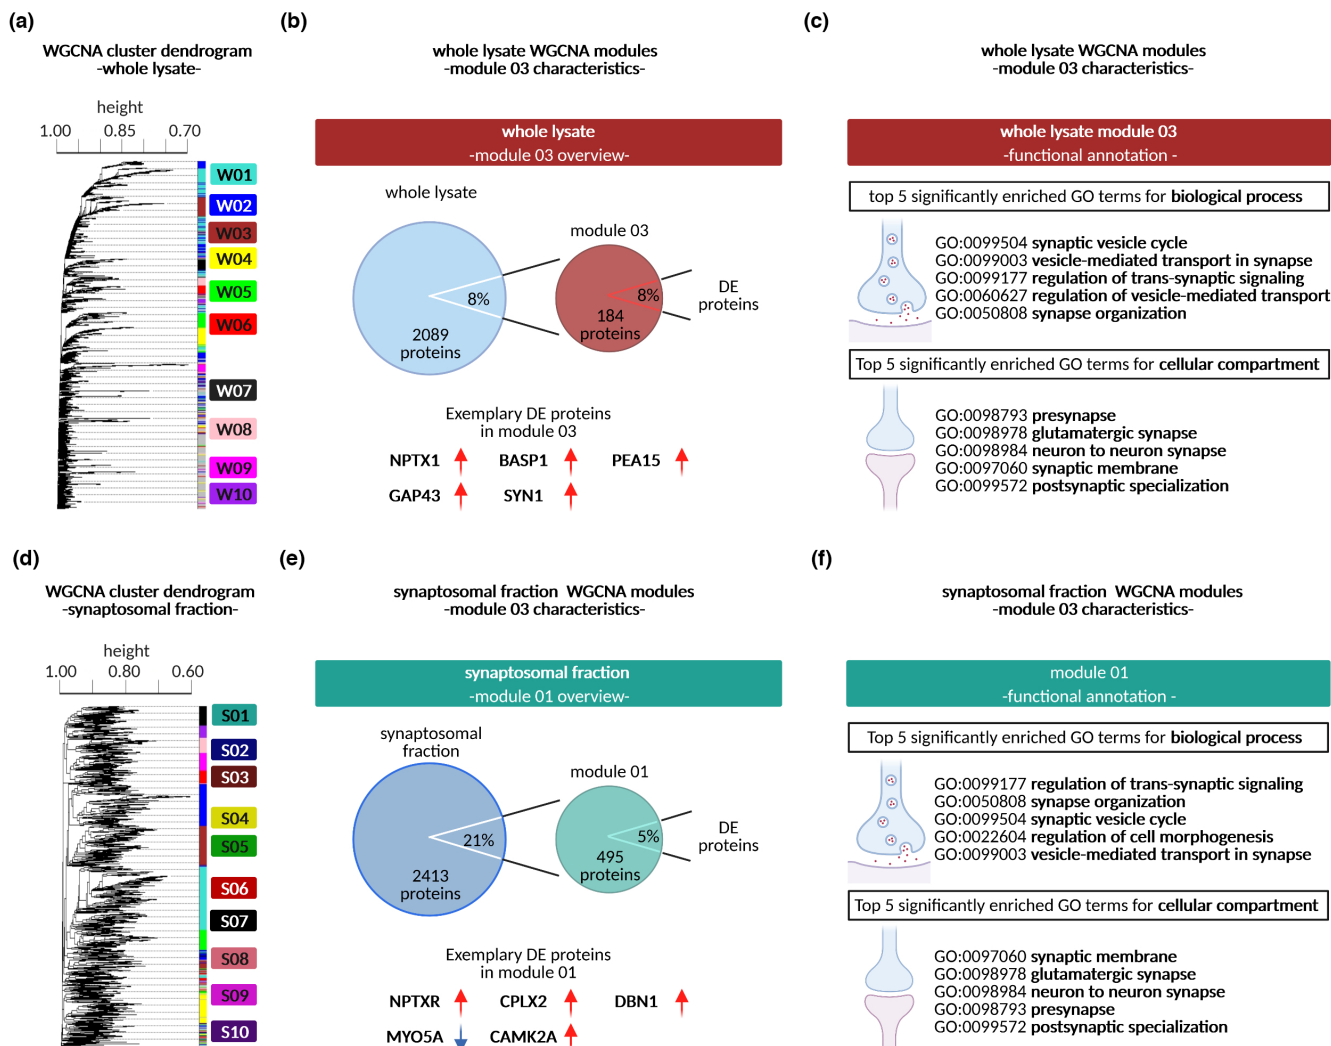 (a)
WGCNA cluster dendrogram
-whole lysate-
height
1.00 0.85 0.70
W01
W02
W03
W04
W05
W06
W07
W08
W09
W10
(b)
whole lysate WGCNA modules
-module 03 characteristics-
whole lysate
-module 03 overview-
whole lysate
module 03
8%
2089
proteins
8%
184
proteins
DE
proteins
Exemplary DE proteins
in module 03
NPTX1 BASP1 PEA15
GAP43 SYN1
(c)
whole lysate WGCNA modules
-module 03 characteristics-
whole lysate module 03
-functional annotation -
top 5 significantly enriched GO terms for biological process
GO:0099504 synaptic vesicle cycle
GO:0099003 vesicle-mediated transport in synapse
GO:0099177 regulation of trans-synaptic signaling
GO:0060627 regulation of vesicle-mediated transport
GO:0050808 synapse organization
Top 5 significantly enriched GO terms for cellular compartment
GO:0098793 presynapse
GO:0098978 glutamatergic synapse
GO:0098984 neuron to neuron synapse
GO:0097060 synaptic membrane
GO:0099572 postsynaptic specialization
(d)
WGCNA cluster dendrogram
-synaptosomal fraction-
height
1.00 0.80 0.60
S01
S02
S03
S04
S05
S06
S07
S08
S09
S10
(e)
synaptosomal fraction WGCNA modules
-module 03 characteristics-
synaptosomal fraction
-module 01 overview-
synaptosomal
fraction
module 01
21%
2413
proteins
5%
495
proteins
DE
proteins
Exemplary DE proteins
in module 01
NPTXR CPLX2 DBN1
MYO5A CAMK2A
(f)
synaptosomal fraction WGCNA modules
-module 03 characteristics-
module 01
-functional annotation -
Top 5 significantly enriched GO terms for biological process
GO:0099177 regulation of trans-synaptic signaling
GO:0050808 synapse organization
GO:0099504 synaptic vesicle cycle
GO:0022604 regulation of cell morphogenesis
GO:0099003 vesicle-mediated transport in synapse
Top 5 significantly enriched GO terms for cellular compartment
GO:0097060 synaptic membrane
GO:0098978 glutamatergic synapse
GO:0098984 neuron to neuron synapse
GO:0098793 presynapse
GO:0099572 postsynaptic specialization